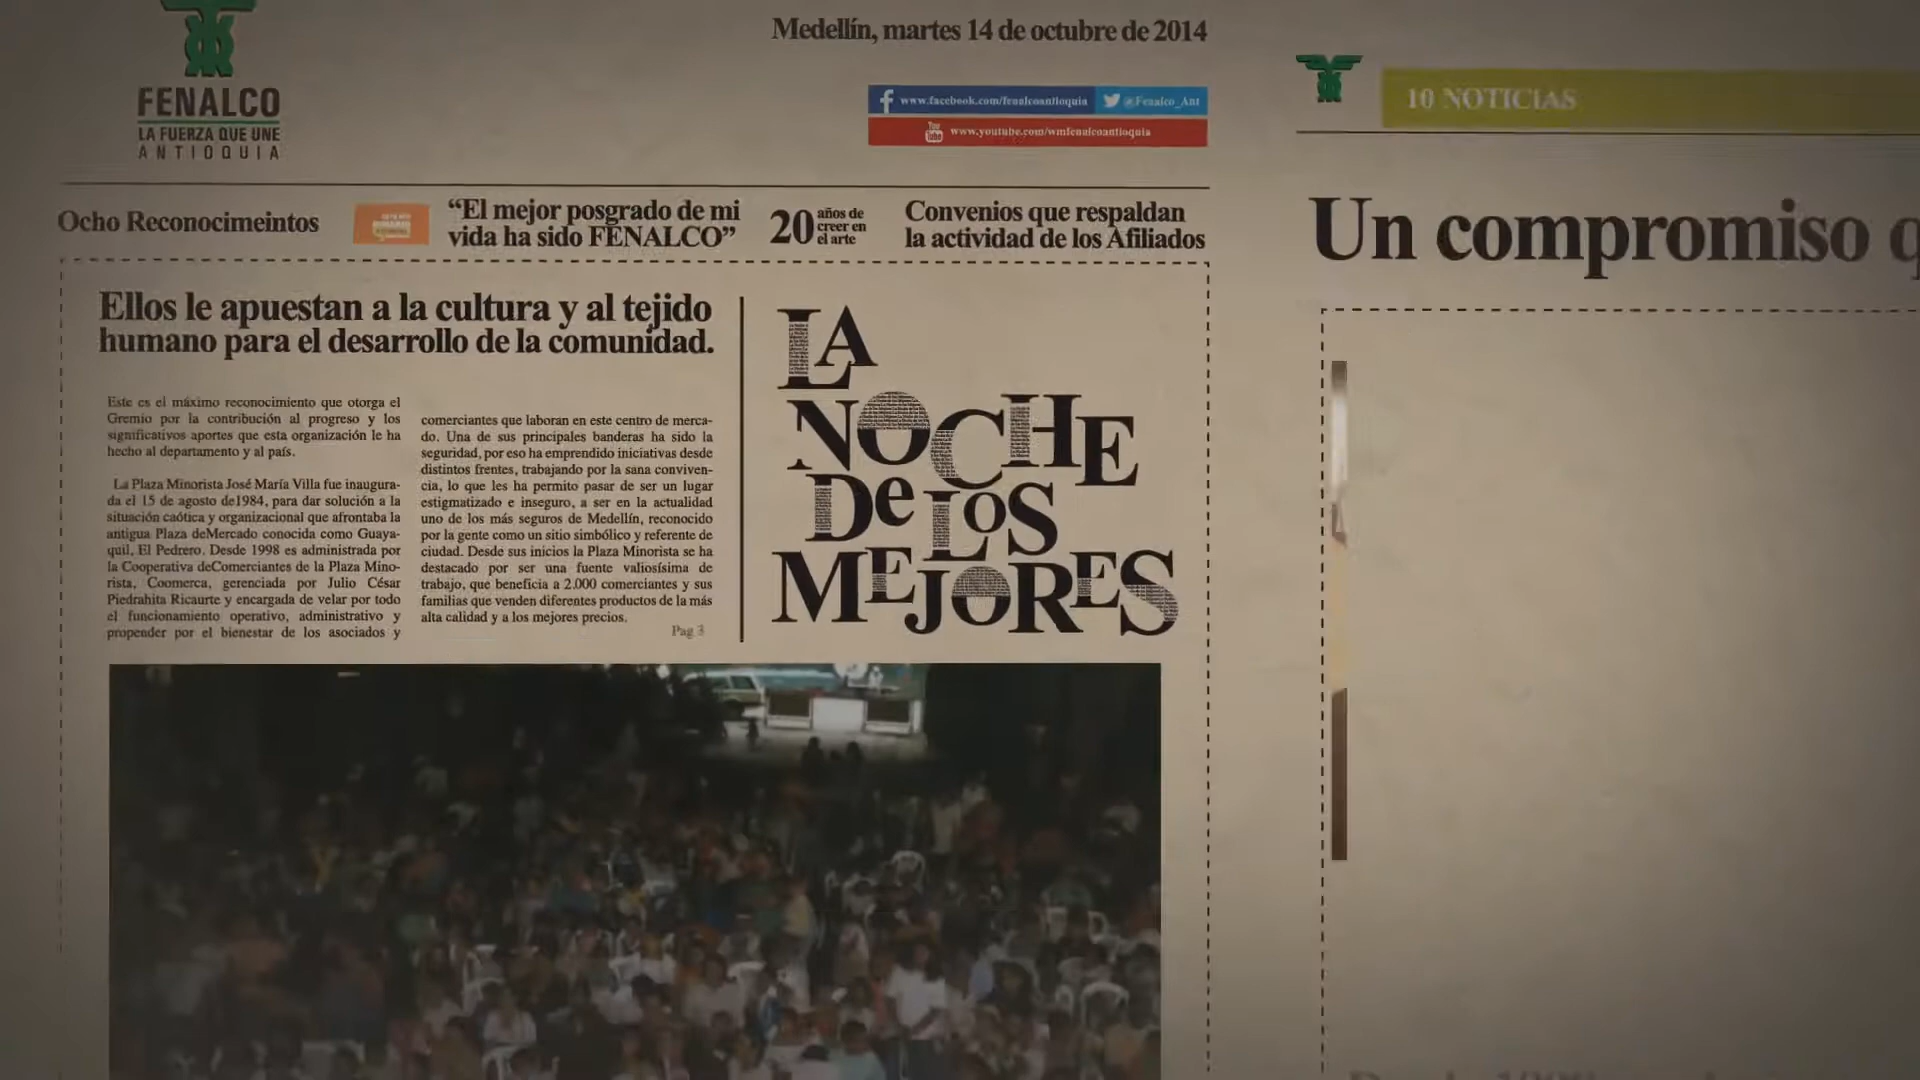 FENALCO
LA FUERZA QUE UNE
ANTIOQUIA
Medellín, martes 14 de octubre de 2014
www.facebook.com/fenalcoantioquia
@Fenalco_Ant
You Tube
www.youtube.com/wmfenalcoantioquia
Ocho Reconocimeintos
“El mejor posgrado de mi
vida ha sido FENALCO”
20 años de
creer en
el arte
Convenios que respaldan
la actividad de los Afiliados
Ellos le apuestan a la cultura y al tejido
humano para el desarrollo de la comunidad.
Este es el máximo reconocimiento que otorga el
Gremio por la contribución al progreso y los
significativos aportes que esta organización le ha
hecho al departamento y al país.
La Plaza Minorista José María Villa fue inaugura-
da el 15 de agosto de1984, para dar solución a la
situación caótica y organizacional que afrontaba la
antigua Plaza deMercado conocida como Guaya-
quil, El Pedrero. Desde 1998 es administrada por
la Cooperativa deComerciantes de la Plaza Mino-
rista, Coomerca, gerenciada por Julio César
Piedrahita Ricaurte y encargada de velar por todo
el funcionamiento operativo, administrativo y
propender por el bienestar de los asociados y
comerciantes que laboran en este centro de merca-
do. Una de sus principales banderas ha sido la
seguridad, por eso ha emprendido iniciativas desde
distintos frentes, trabajando por la sana conviven-
cia, lo que les ha permito pasar de ser un lugar
estigmatizado e inseguro, a ser en la actualidad
uno de los más seguros de Medellín, reconocido
por la gente como un sitio simbólico y referente de
ciudad. Desde sus inicios la Plaza Minorista se ha
destacado por ser una fuente valiosísima de
trabajo, que beneficia a 2.000 comerciantes y sus
familias que venden diferentes productos de la más
alta calidad y a los mejores precios.
Pag 3
LA
NOCHE
De LOS
MEJORES
10 NOTICIAS
Un compromiso q